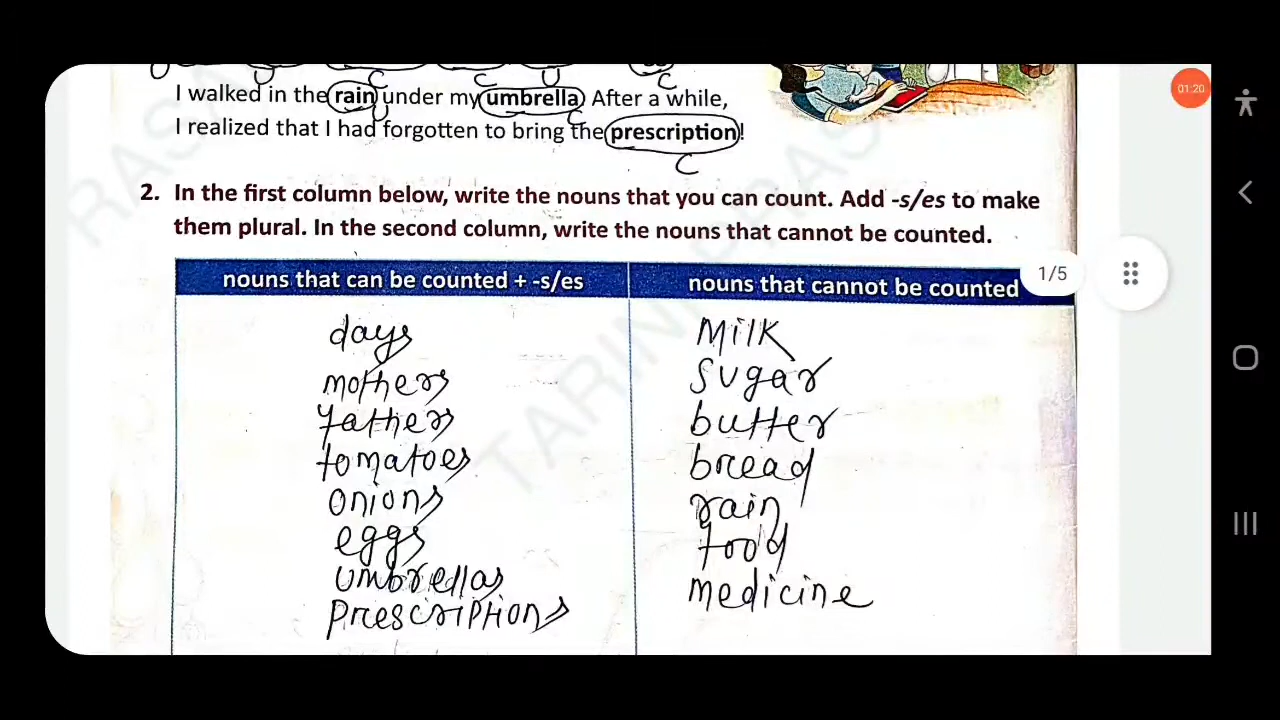 I walked in the rain under my umbrella. After a while,
I realized that I had forgotten to bring the prescription!
C
2. In the first column below, write the nouns that you can count. Add -s/es to make
them plural. In the second column, write the nouns that cannot be counted.
nouns that can be counted + -s/es
nouns that cannot be counted
days
mothers
fathers
tomatoes
onions
eggs
umbrellas
prescriptions
Milk
sugar
butter
bread
rain
food
medicine
1/5
01:20